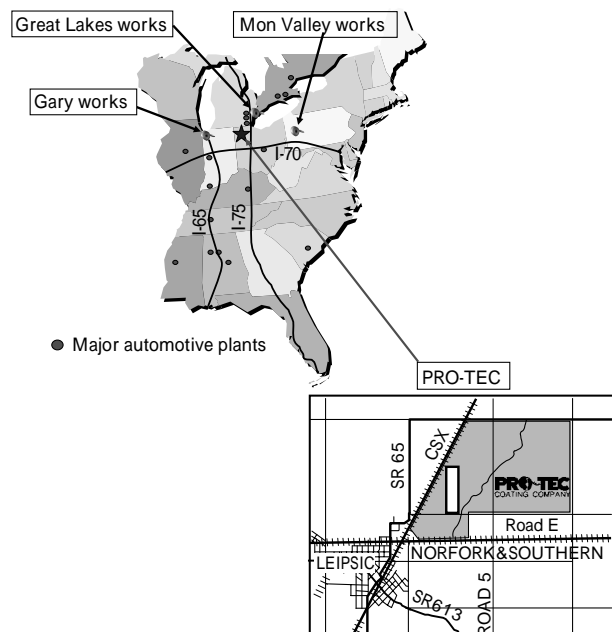 Great Lakes works
Mon Valley works
Gary works
I-70
I-65
I-75
Major automotive plants
PRO-TEC
SR 65
CSX
PRO-TEC
COATING COMPANY
Road E
NORFORK&SOUTHERN
LEIPSIC
SR613
ROAD 5